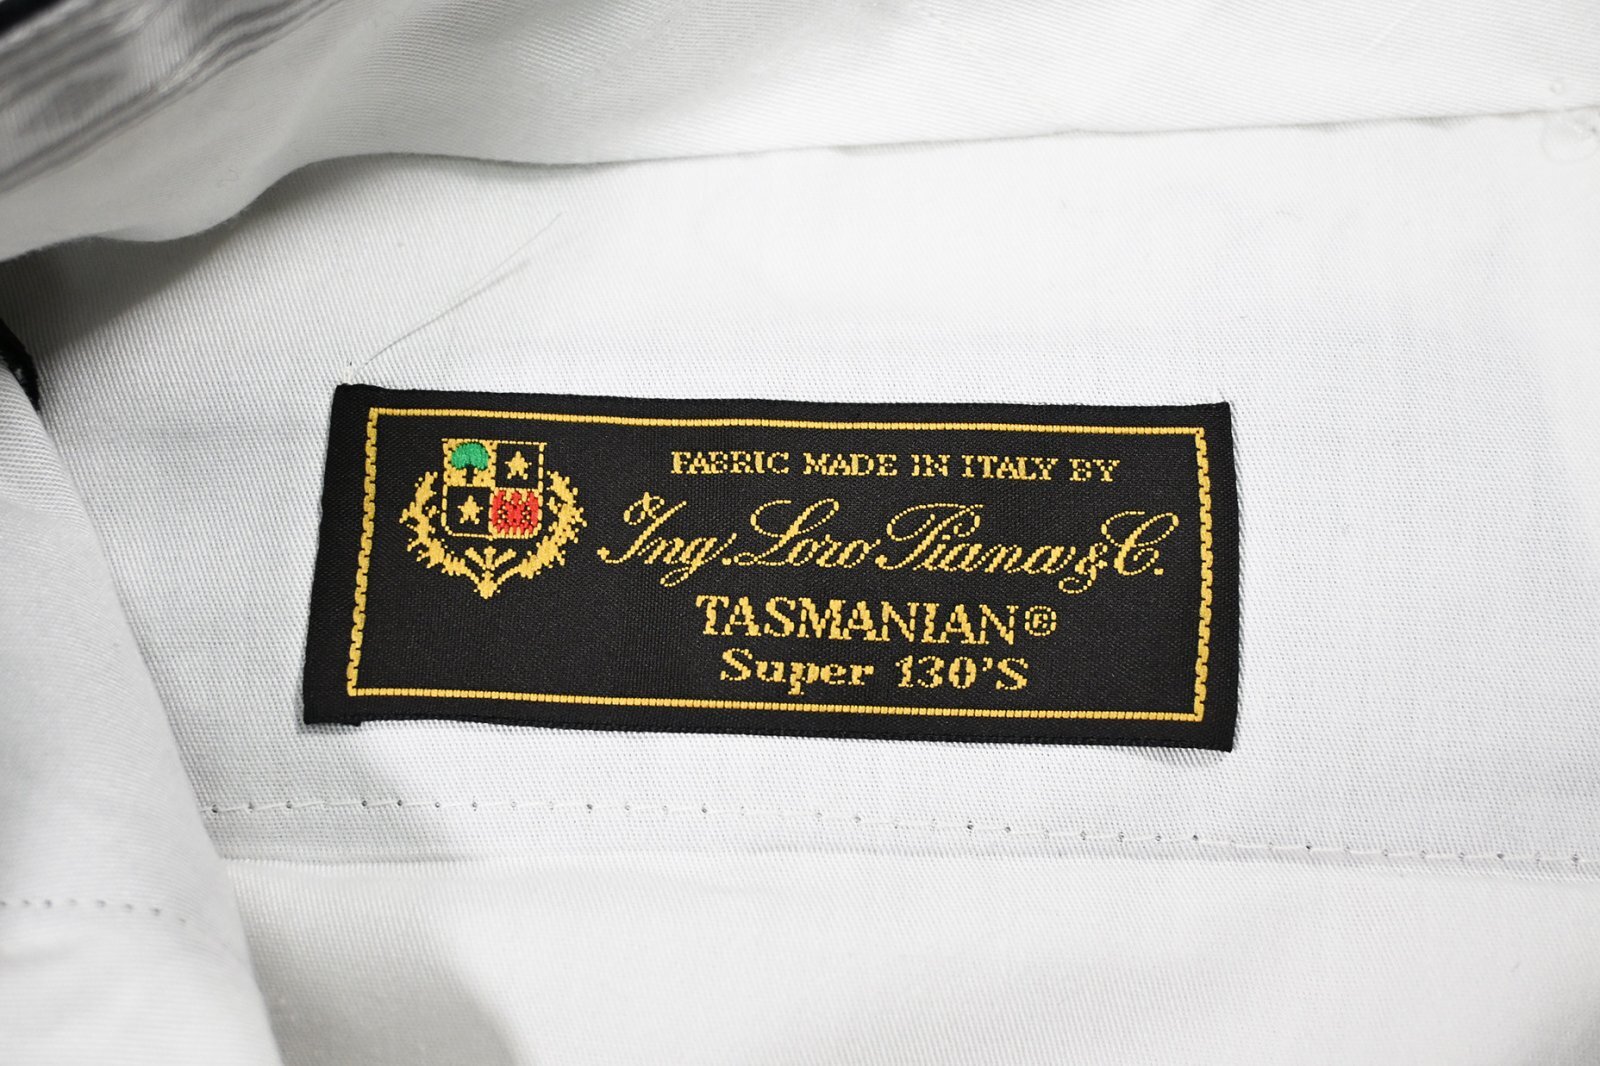 FABRIC MADE IN ITALY BY
Ing. Loro Piana & C.
TASMANIAN®
Super 130'S